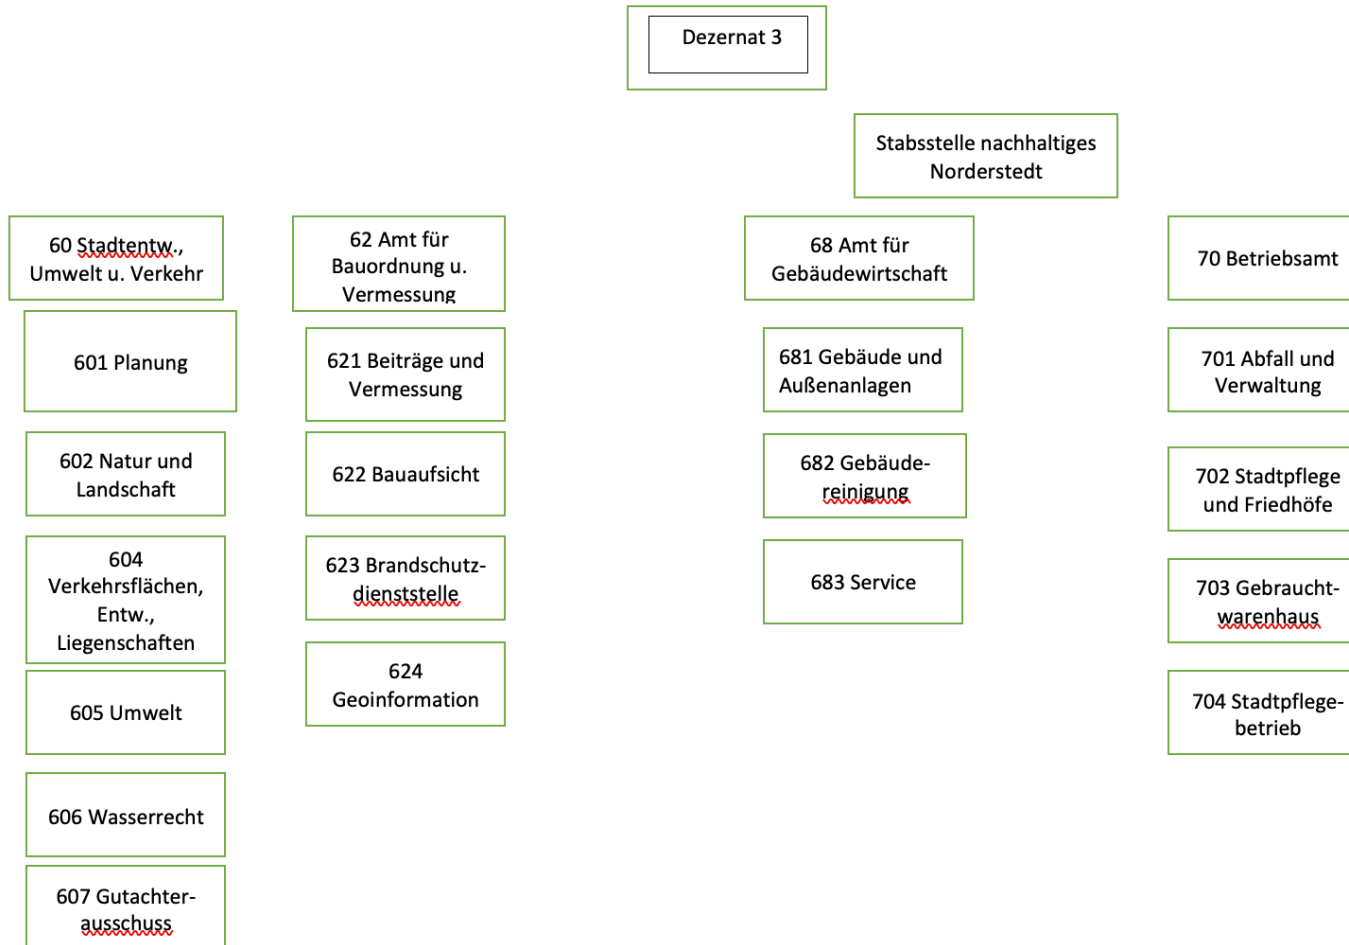 Dezernat 3
Stabsstelle nachhaltiges
Norderstedt
60 Stadtentw.,
Umwelt u. Verkehr
601 Planung
602 Natur und
Landschaft
604
Verkehrsflächen,
Entw.,
Liegenschaften
605 Umwelt
606 Wasserrecht
607 Gutachter-
ausschuss
62 Amt für
Bauordnung u.
Vermessung
621 Beiträge und
Vermessung
622 Bauaufsicht
623 Brandschutz-
dienststelle
624
Geoinformation
68 Amt für
Gebäudewirtschaft
681 Gebäude und
Außenanlagen
682 Gebäude-
reinigung
683 Service
70 Betriebsamt
701 Abfall und
Verwaltung
702 Stadtpflege
und Friedhöfe
703 Gebraucht-
warenhaus
704 Stadtpflege-
betrieb